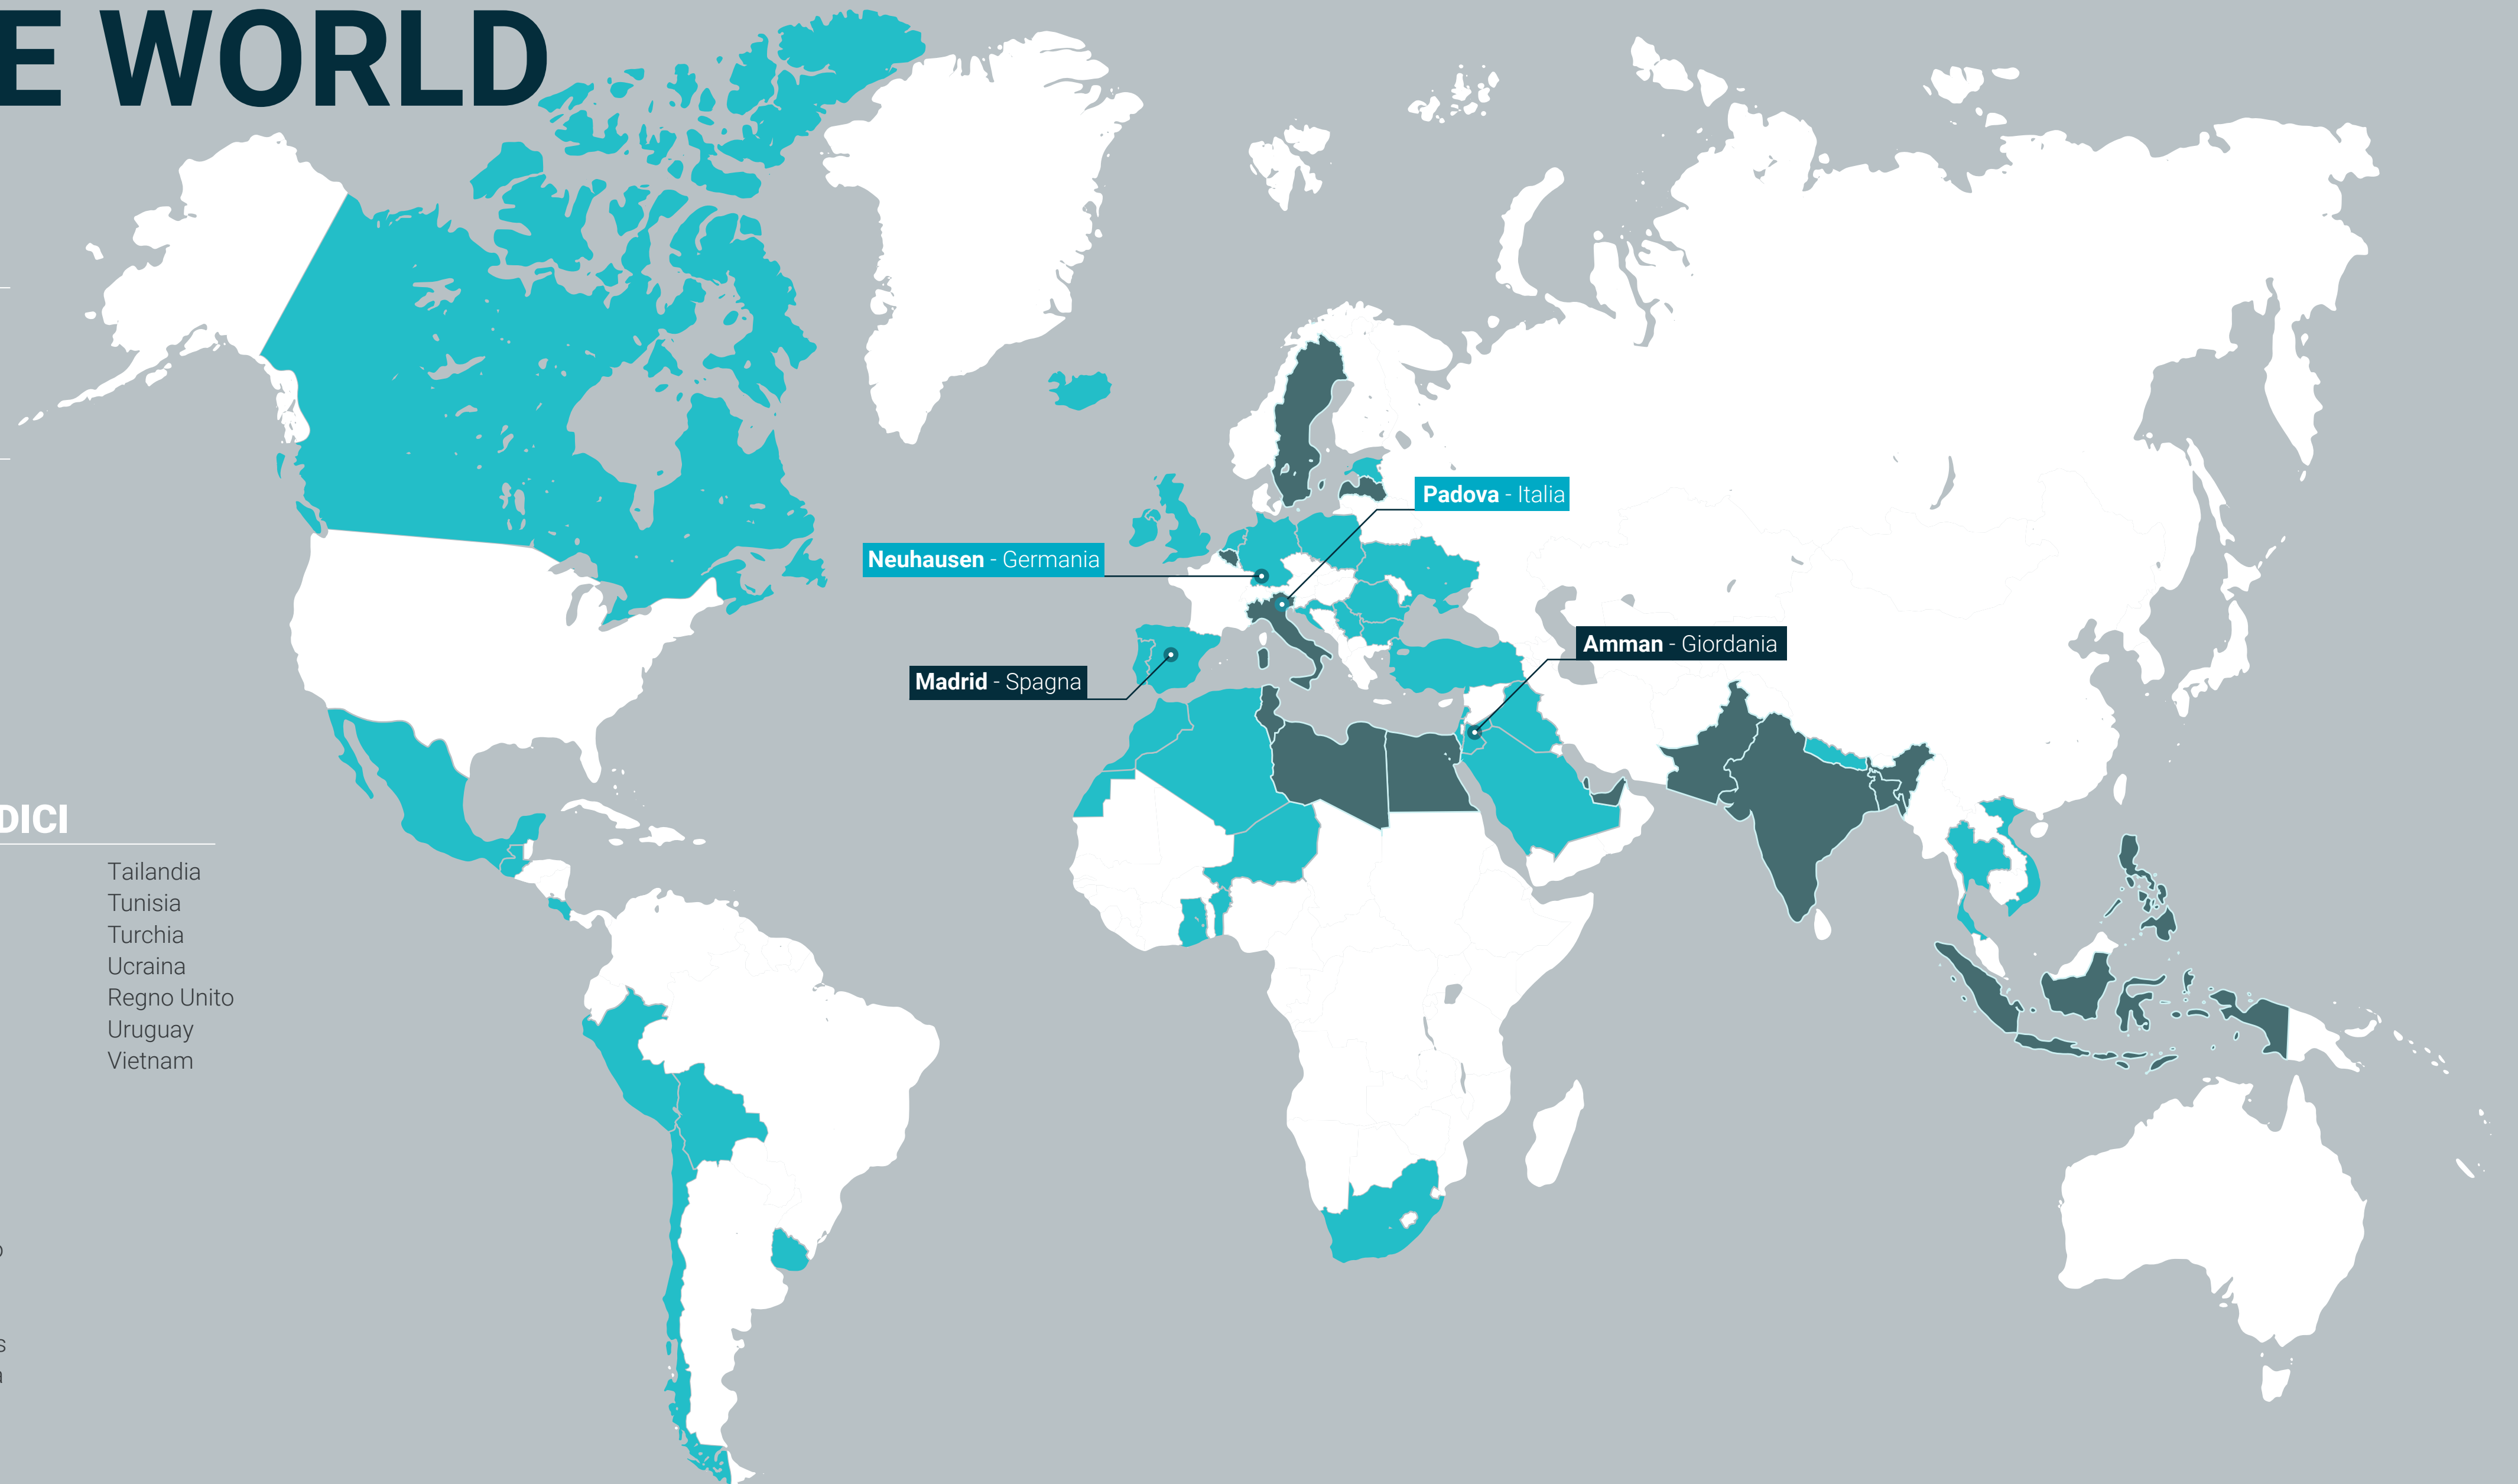 E WORLD
Padova - Italia
Neuhausen - Germania
Amman - Giordania
Madrid - Spagna
DICI
Tailandia
Tunisia
Turchia
Ucraina
Regno Unito
Uruguay
Vietnam